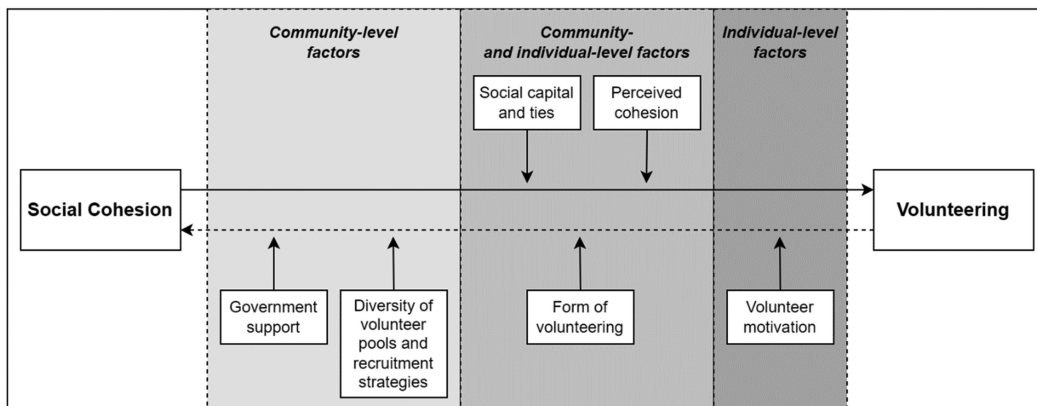 Community-level
factors
Community-
and individual-level factors
Individual-level
factors
Social capital
and ties
Perceived
cohesion
Social Cohesion
Volunteering
Government
support
Diversity of
volunteer
pools and
recruitment
strategies
Form of
volunteering
Volunteer
motivation